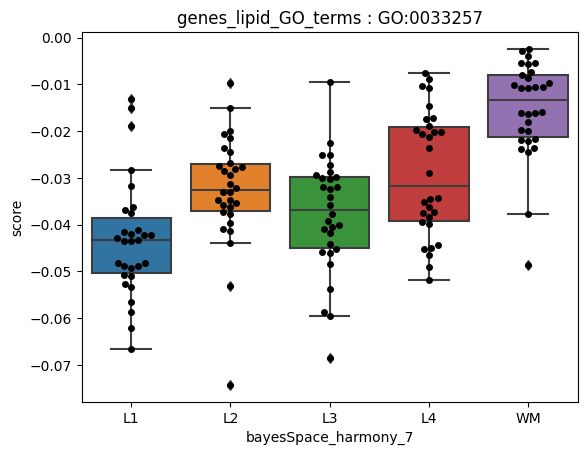 genes_lipid_GO_terms : GO:0033257
0.00
−0.01
−0.02
−0.03
−0.04
−0.05
−0.06
−0.07
score
L1 L2 L3 L4 WM
bayesSpace_harmony_7